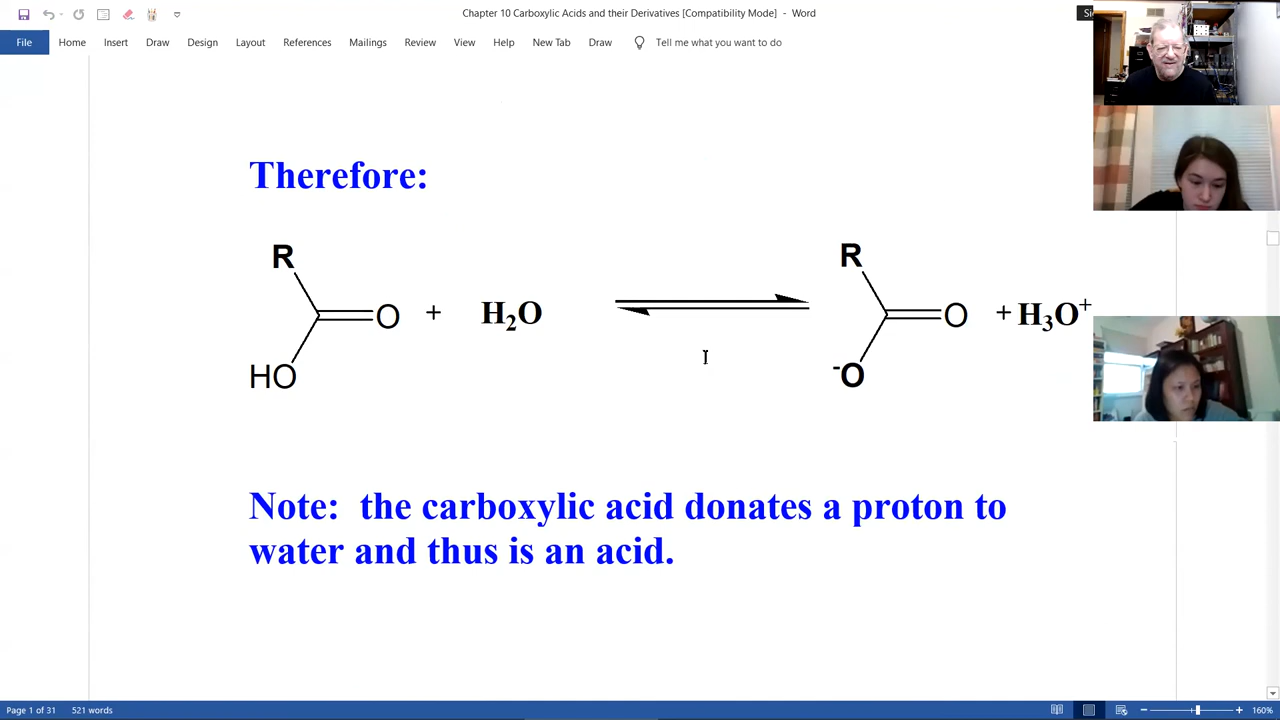 Chapter 10 Carboxylic Acids and their Derivatives [Compatibility Mode] - Word
File Home Insert Draw Design Layout References Mailings Review View Help New Tab Draw Tell me what you want to do
Therefore:
R R
O + H₂O O + H₃O⁺
HO ⁻O
Note: the carboxylic acid donates a proton to
water and thus is an acid.
Page 1 of 31 521 words 160%